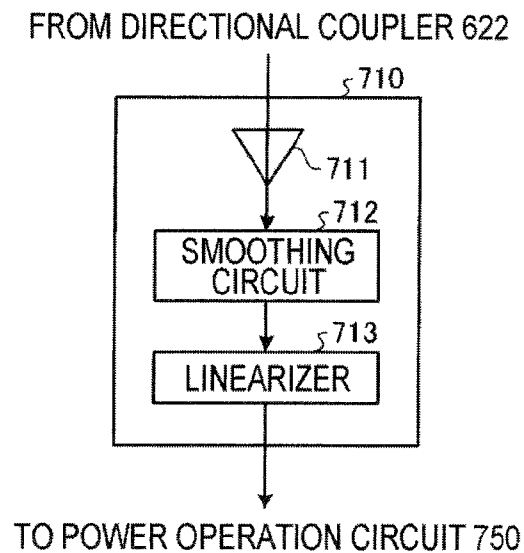 FROM DIRECTIONAL COUPLER 622
710
711
712
SMOOTHING
CIRCUIT
713
LINEARIZER
TO POWER OPERATION CIRCUIT 750